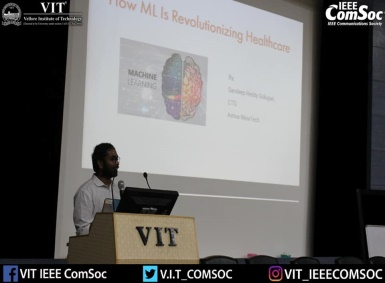 VIT
Vellore Institute of Technology
IEEE
ComSoc
IEEE Communications Society
How ML Is Revolutionizing Healthcare
MACHINE
LEARNING
By,
CTO
VIT
VIT IEEE ComSoc
V.I.T_COMSOC
VIT_IEEECOMSOC